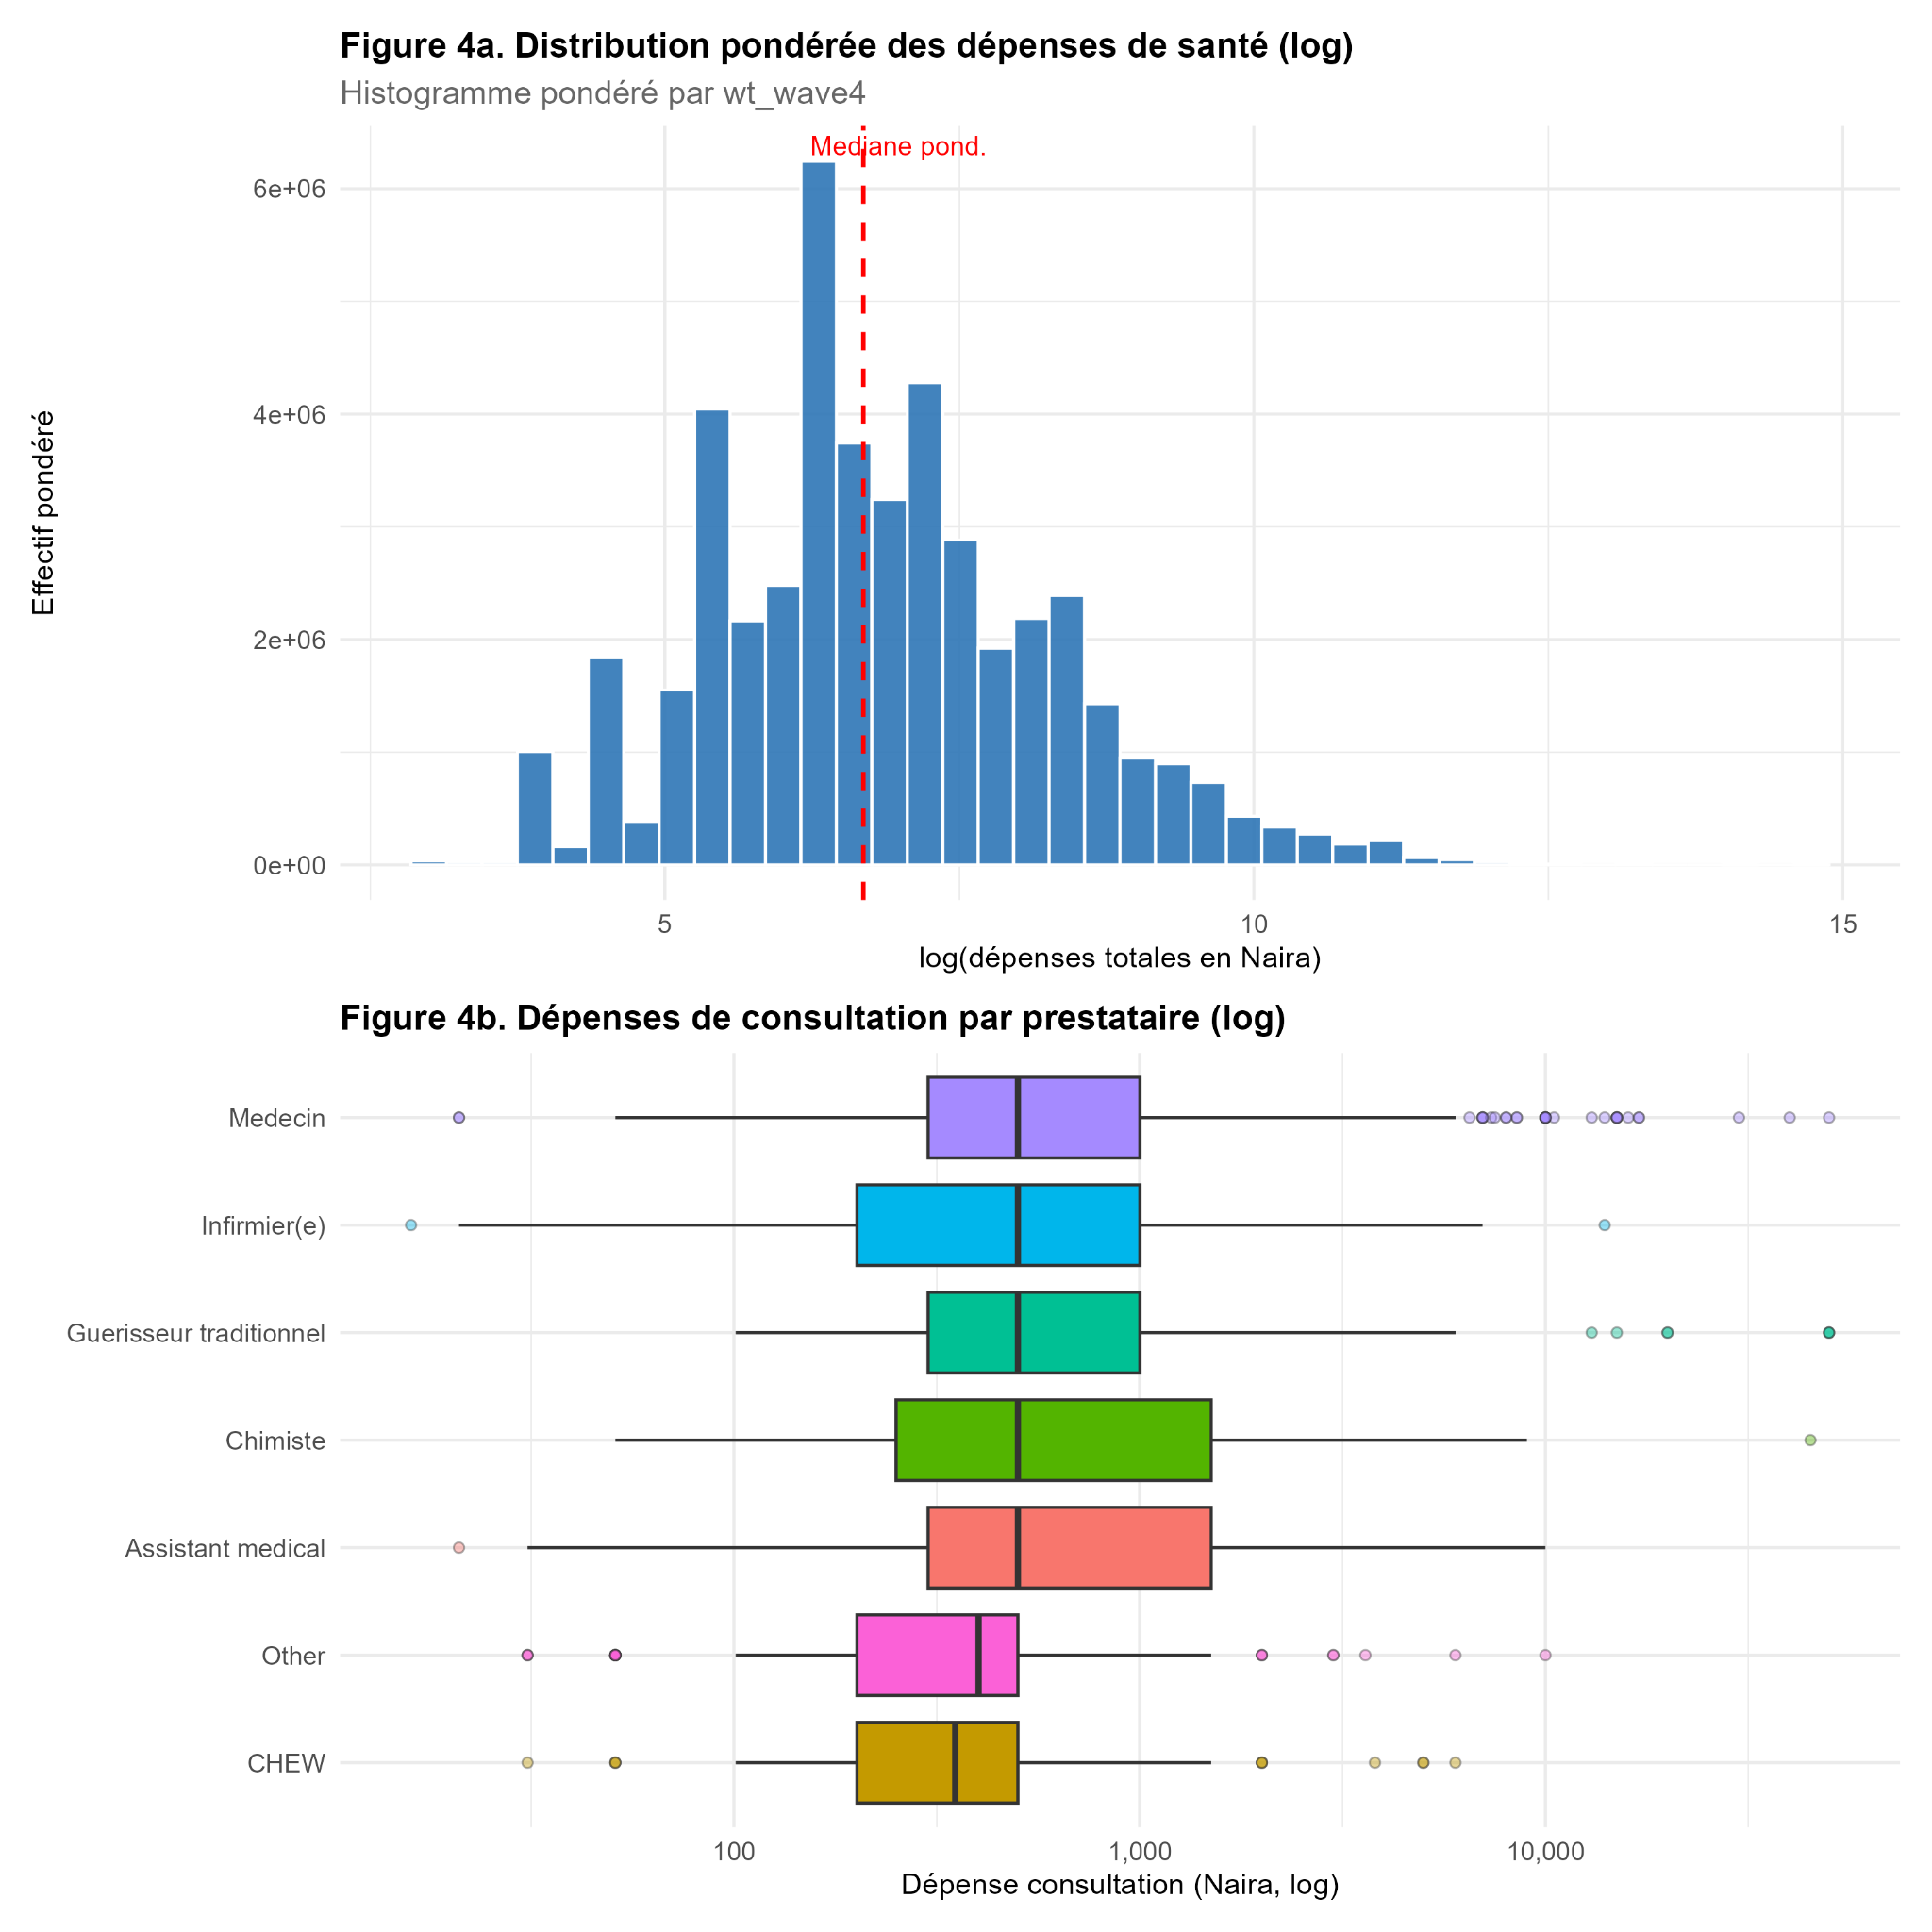 Figure 4a. Distribution pondérée des dépenses de santé (log)
Histogramme pondéré par wt_wave4
Mediane pond.
6e+06
4e+06
2e+06
0e+00
Effectif pondéré
5
10
15
log(dépenses totales en Naira)
Figure 4b. Dépenses de consultation par prestataire (log)
Medecin
Infirmier(e)
Guerisseur traditionnel
Chimiste
Assistant medical
Other
CHEW
100
1,000
10,000
Dépense consultation (Naira, log)